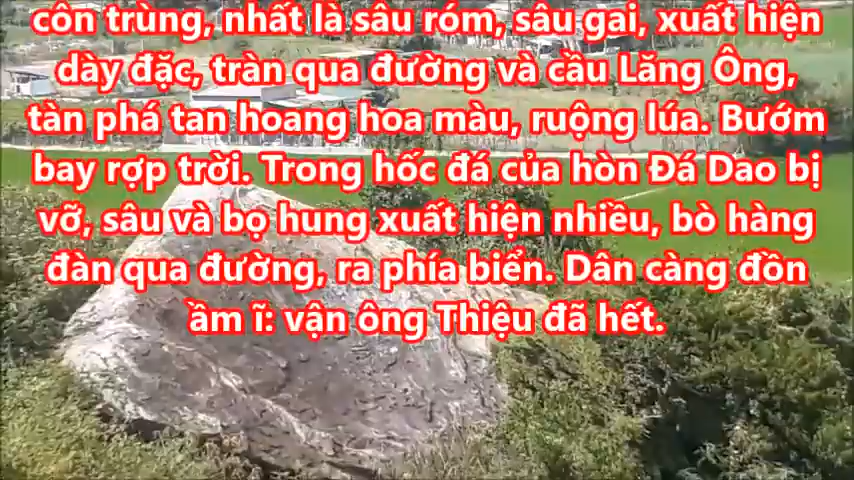 côn trùng, nhất là sâu róm, sâu gai, xuất hiện
dày đặc, tràn qua đường và cầu Lăng Ông,
tàn phá tan hoang hoa màu, ruộng lúa. Bướm
bay rợp trời. Trong hốc đá của hòn Đá Dao bị
vỡ, sâu và bọ hung xuất hiện nhiều, bò hàng
đàn qua đường, ra phía biển. Dân càng đồn
ầm ĩ: vận ông Thiệu đã hết.